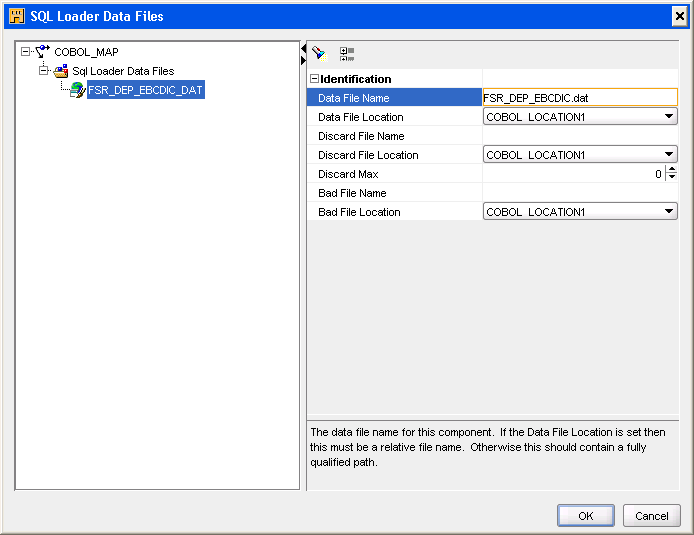 SQL Loader Data Files
COBOL_MAP
Sql Loader Data Files
FSR_DEP_EBCDIC_DAT
Identification
Data File Name FSR_DEP_EBCDIC.dat
Data File Location COBOL_LOCATION1
Discard File Name
Discard File Location COBOL_LOCATION1
Discard Max 0
Bad File Name
Bad File Location COBOL_LOCATION1
The data file name for this component. If the Data File Location is set then
this must be a relative file name. Otherwise this should contain a fully
qualified path.
OK Cancel